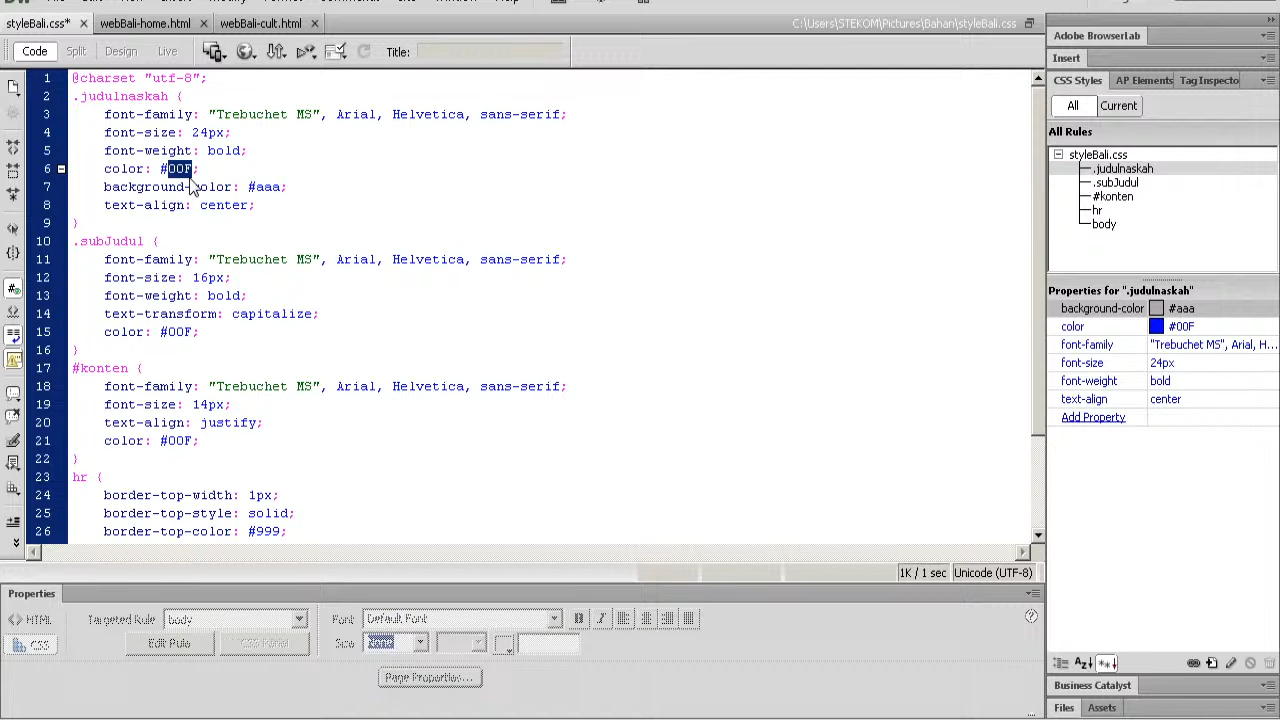 styleBali.css* × webBali-home.html × webBali-cult.html × C:\Users\STEKOM\Pictures\Bahan\styleBali.css
Code Split Design Live Title:
1 @charset "utf-8";
2 .judulnaskah {
3 font-family: "Trebuchet MS", Arial, Helvetica, sans-serif;
4 font-size: 24px;
5 font-weight: bold;
6 color: #00F;
7 background-color: #aaa;
8 text-align: center;
9 }
10 .subJudul {
11 font-family: "Trebuchet MS", Arial, Helvetica, sans-serif;
12 font-size: 16px;
13 font-weight: bold;
14 text-transform: capitalize;
15 color: #00F;
16 }
17 #konten {
18 font-family: "Trebuchet MS", Arial, Helvetica, sans-serif;
19 font-size: 14px;
20 text-align: justify;
21 color: #00F;
22 }
23 hr {
24 border-top-width: 1px;
25 border-top-style: solid;
26 border-top-color: #999;
1K / 1 sec Unicode (UTF-8)
Properties
HTML Targeted Rule body Font Default Font B I
CSS Edit Rule CSS Panel Size
Page Properties...
Adobe BrowserLab
Insert
CSS Styles AP Elements Tag Inspecto
All Current
All Rules
styleBali.css
.judulnaskah
.subJudul
#konten
hr
body
Properties for ".judulnaskah"
background-color #aaa
color #00F
font-family "Trebuchet MS", Arial, H...
font-size 24px
font-weight bold
text-align center
Add Property
Business Catalyst
Files Assets